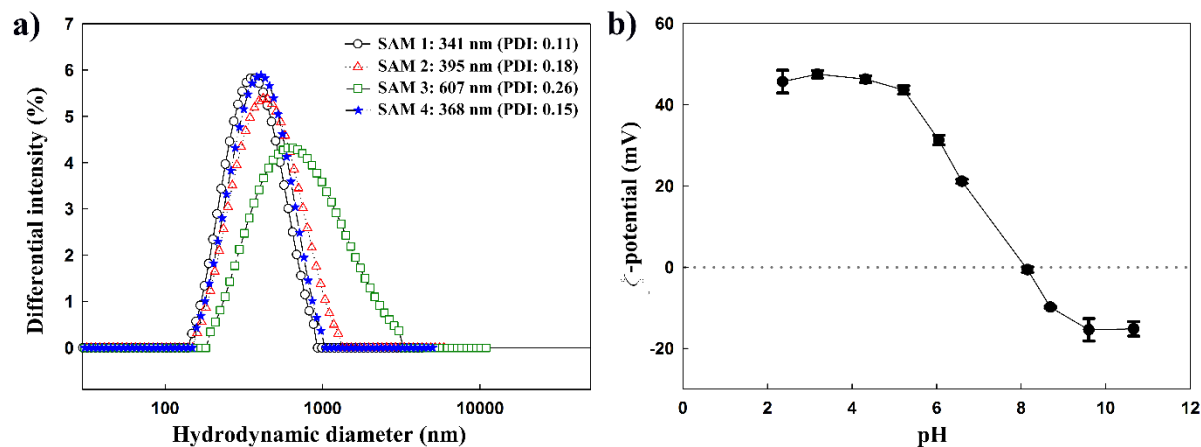 a)
7
6
5
4
3
2
1
0
Differential intensity (%)
SAM 1: 341 nm (PDI: 0.11)
SAM 2: 395 nm (PDI: 0.18)
SAM 3: 607 nm (PDI: 0.26)
SAM 4: 368 nm (PDI: 0.15)
100 1000 10000
Hydrodynamic diameter (nm)
b)
60
40
20
0
-20
ζ-potential (mV)
0 2 4 6 8 10 12
pH